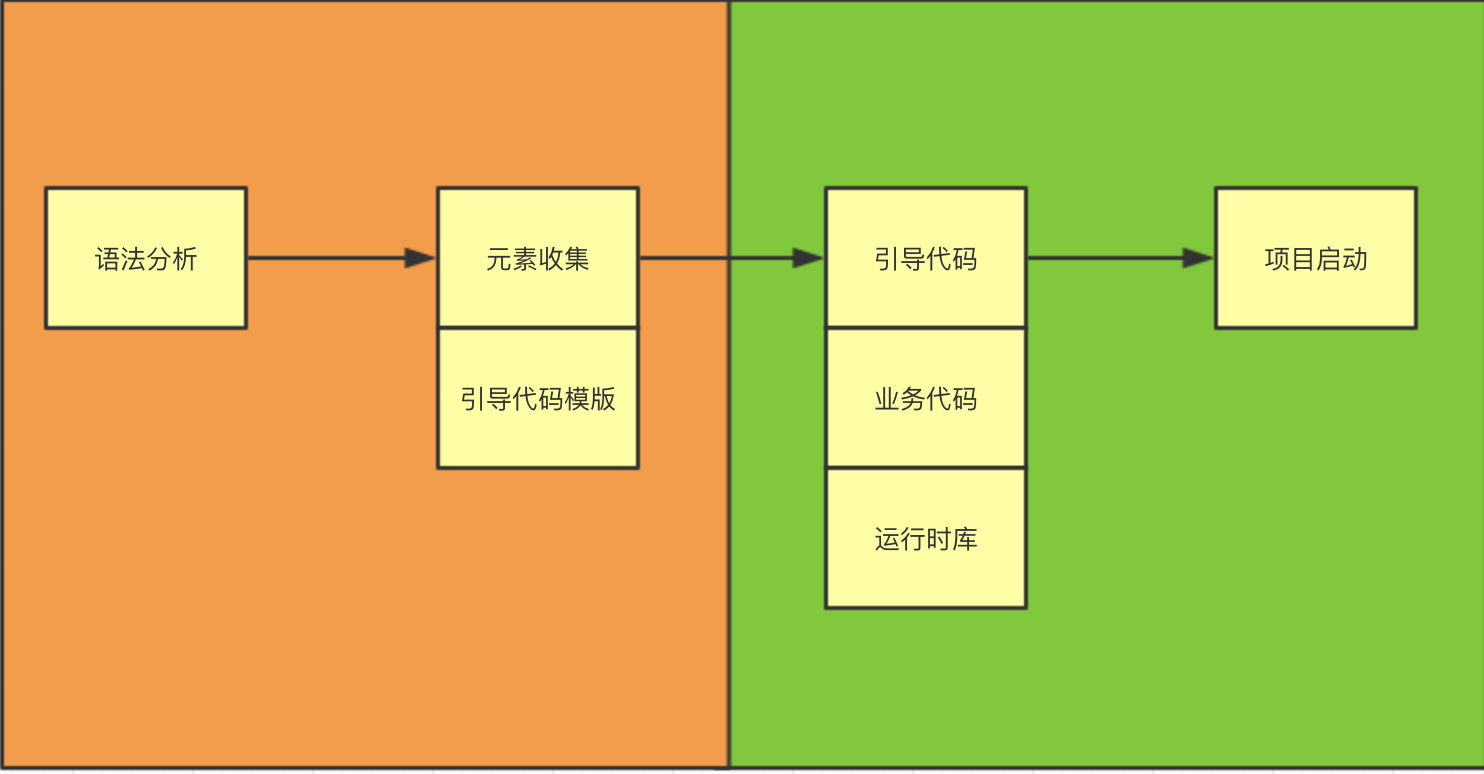 语法分析
元素收集
引导代码模版
引导代码
业务代码
运行时库
项目启动